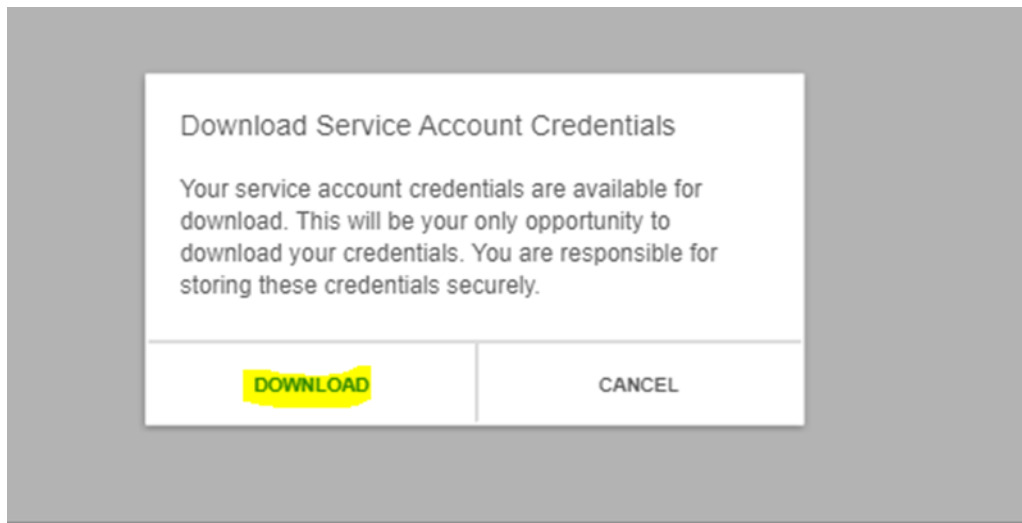 Download Service Account Credentials
Your service account credentials are available for
download. This will be your only opportunity to
download your credentials. You are responsible for
storing these credentials securely.
DOWNLOAD
CANCEL